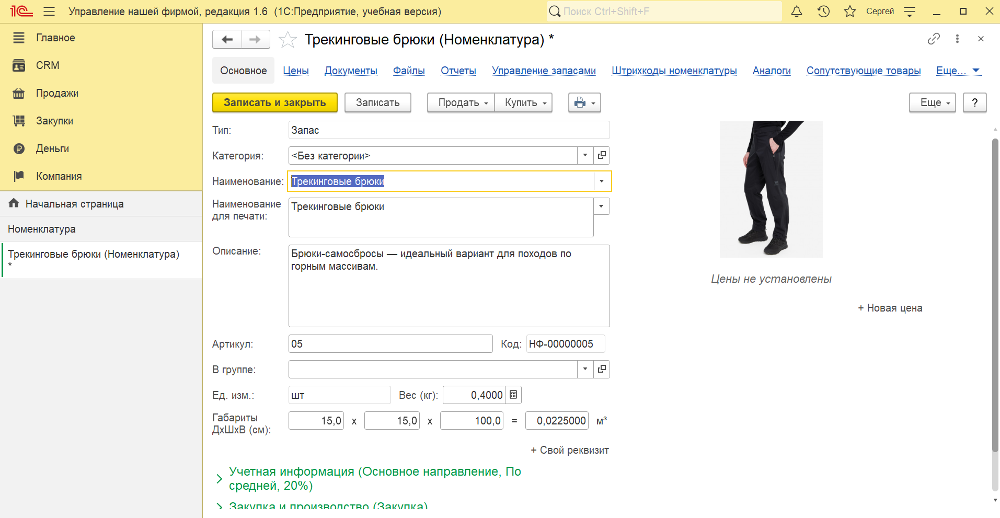 1С Управление нашей фирмой, редакция 1.6 (1С:Предприятие, учебная версия) Поиск Ctrl+Shift+F Сергей
Главное
CRM
Продажи
Закупки
Деньги
Компания
Начальная страница
Номенклатура
Трекинговые брюки (Номенклатура)
*
Трекинговые брюки (Номенклатура) *
Основное Цены Документы Файлы Отчеты Управление запасами Штрихкоды номенклатуры Аналоги Сопутствующие товары Еще...
Записать и закрыть Записать Продать Купить Еще ?
Тип: Запас
Категория: <Без категории>
Наименование: Трекинговые брюки
Наименование
для печати:
Трекинговые брюки
Описание:
Брюки-самосбросы — идеальный вариант для походов по
горным массивам.
Артикул: 05 Код: НФ-00000005
В группе:
Ед. изм.: шт Вес (кг): 0,4000
Габариты
ДхШхВ (см):
15,0 х 15,0 х 100,0 = 0,0225000 м³
+ Свой реквизит
Учетная информация (Основное направление, По
средней, 20%)
Закупка и производство (Закупка)
Цены не установлены
+ Новая цена